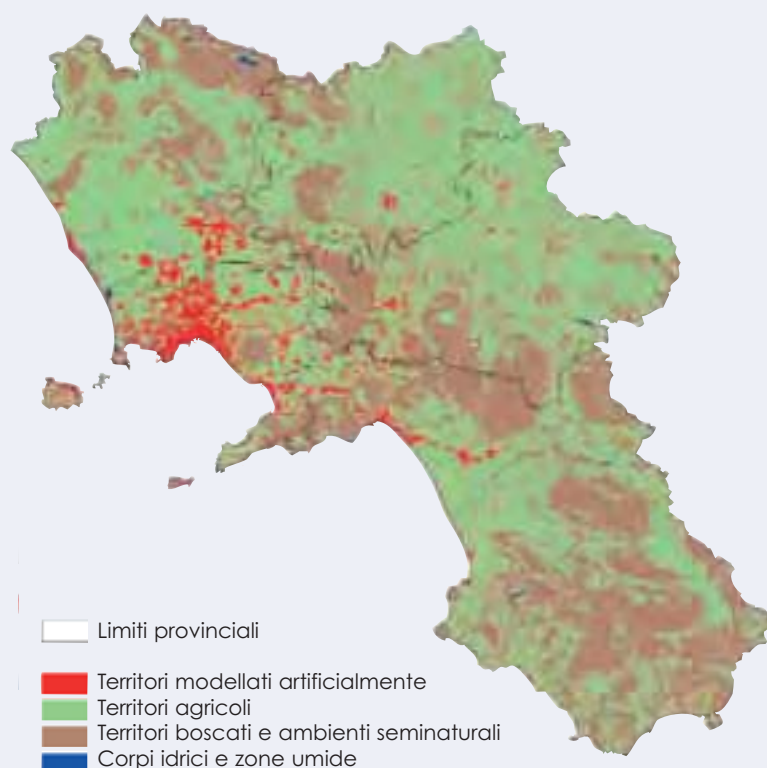 Limiti provinciali
Territori modellati artificialmente
Territori agricoli
Territori boscati e ambienti seminaturali
Corpi idrici e zone umide